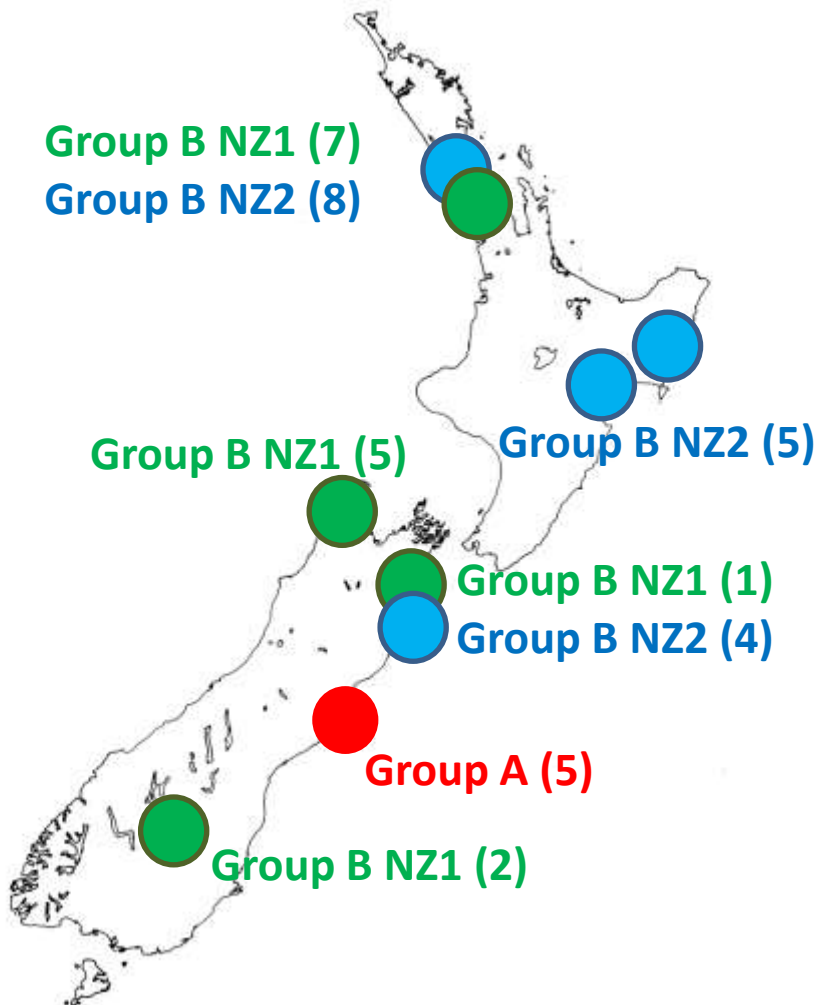 Group B NZ1 (7)
Group B NZ2 (8)
Group B NZ2 (5)
Group B NZ1 (5)
Group B NZ1 (1)
Group B NZ2 (4)
Group A (5)
Group B NZ1 (2)